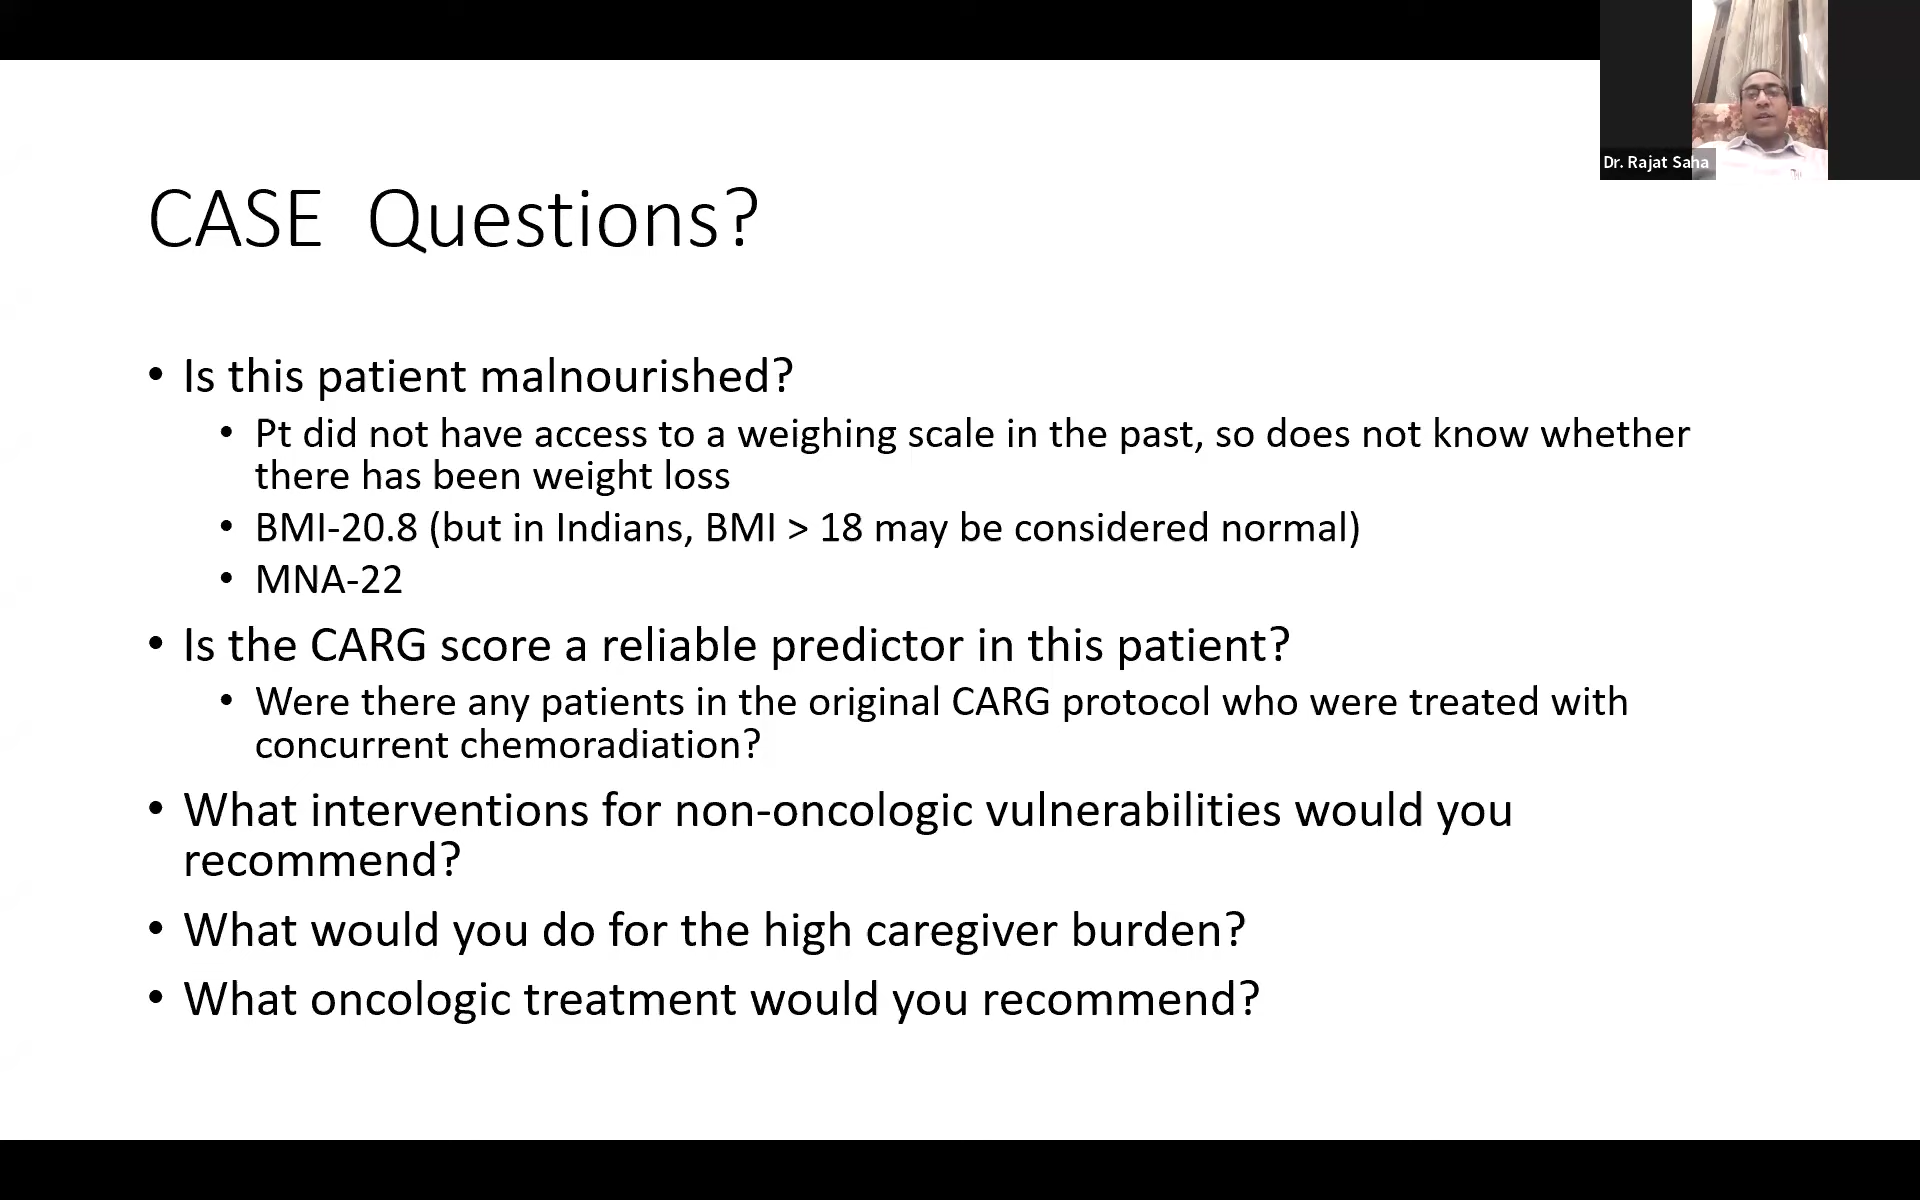 Dr. Rajat Saha
CASE Questions?
• Is this patient malnourished?
• Pt did not have access to a weighing scale in the past, so does not know whether
there has been weight loss
• BMI-20.8 (but in Indians, BMI > 18 may be considered normal)
• MNA-22
• Is the CARG score a reliable predictor in this patient?
• Were there any patients in the original CARG protocol who were treated with
concurrent chemoradiation?
• What interventions for non-oncologic vulnerabilities would you
recommend?
• What would you do for the high caregiver burden?
• What oncologic treatment would you recommend?